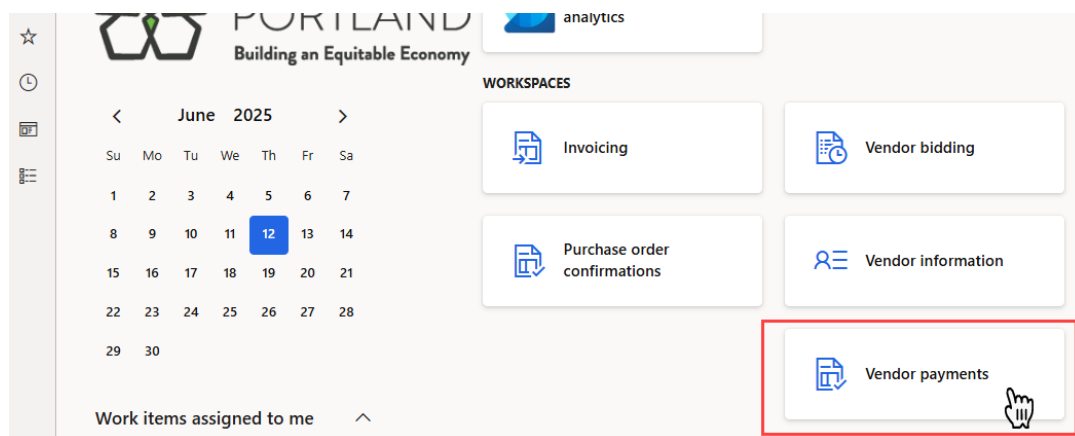 PORTLAND
Building an Equitable Economy
June 2025
Su Mo Tu We Th Fr Sa
1 2 3 4 5 6 7
8 9 10 11 12 13 14
15 16 17 18 19 20 21
22 23 24 25 26 27 28
29 30
Work items assigned to me
analytics
WORKSPACES
Invoicing
Vendor bidding
Purchase order
confirmations
Vendor information
Vendor payments